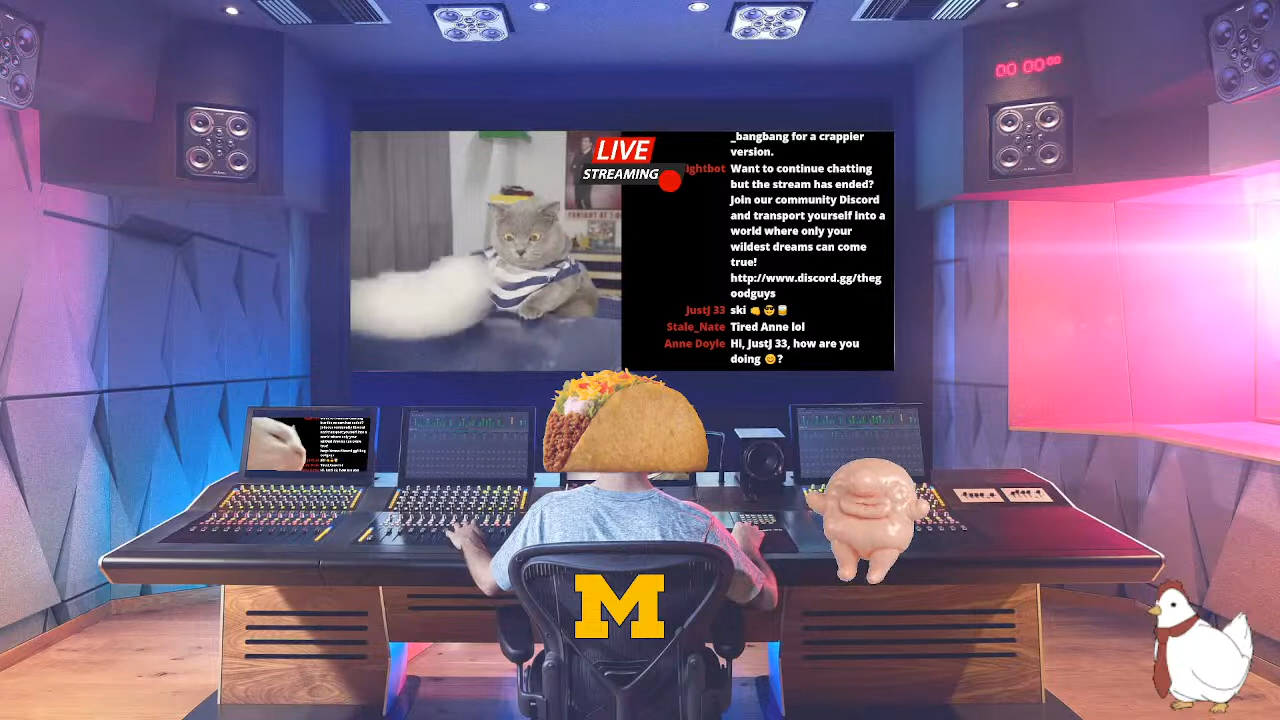 00 00 00
LIVE
STREAMING
_bangbang for a crappier
version.
ightbot Want to continue chatting
but the stream has ended?
Join our community Discord
and transport yourself into a
world where only your
wildest dreams can come
true!
http://www.discord.gg/theg
oodguys
JustJ 33 ski 👊😎🥛
Stale_Nate Tired Anne lol
Anne Doyle Hi, JustJ 33, how are you
doing 😊?
M